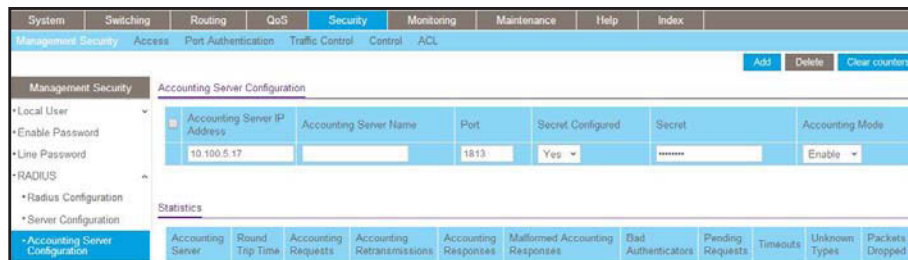 System Switching Routing QoS Security Monitoring Maintenance Help Index
Management Security Access Port Authentication Traffic Control Control ACL
Add Delete Clear counters
Management Security
Accounting Server Configuration
•Local User
•Enable Password
•Line Password
•RADIUS
•Radius Configuration
•Server Configuration
•Accounting Server
Configuration
Accounting Server IP
Address
Accounting Server Name
Port
Secret Configured
Secret
Accounting Mode
10.100.5.17
1813
Yes
••••••••
Enable
Statistics
Accounting
Server
Round
Trip Time
Accounting
Requests
Accounting
Retransmissions
Accounting
Responses
Malformed Accounting
Responses
Bad
Authenticators
Pending
Requests
Timeouts
Unknown
Types
Packets
Dropped